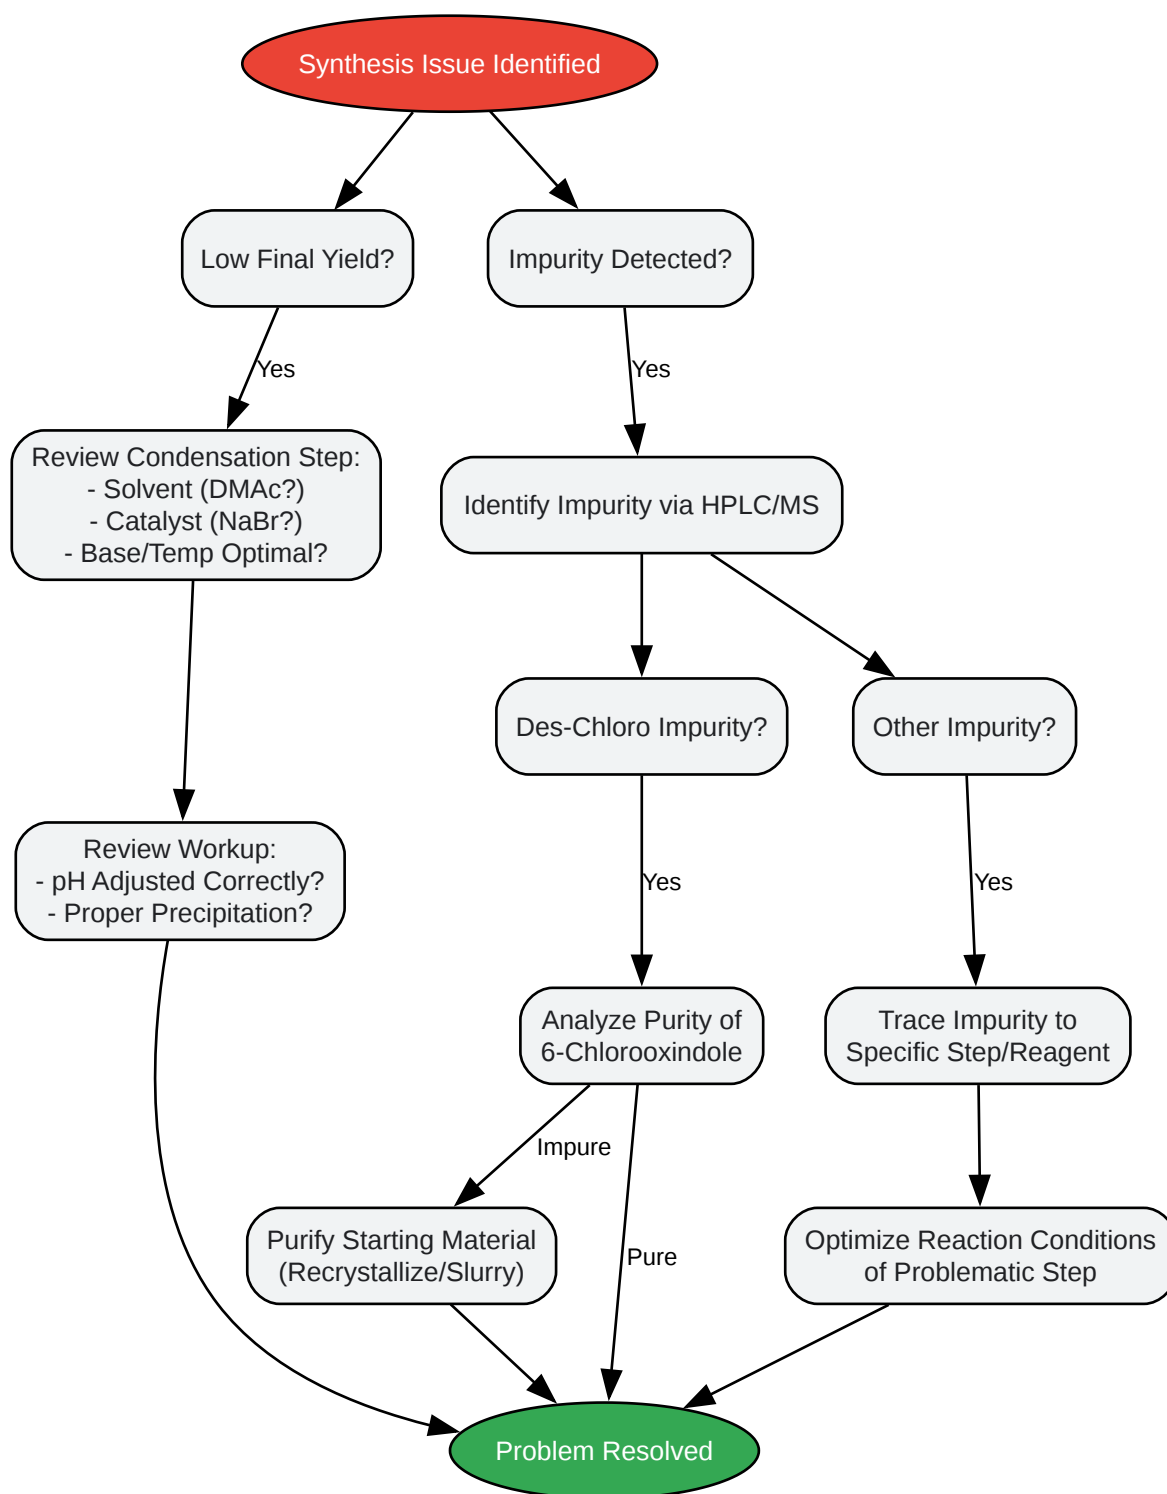 Synthesis Issue Identified
Low Final Yield?
Impurity Detected?
Yes
Yes
Review Condensation Step:
- Solvent (DMAc?)
- Catalyst (NaBr?)
- Base/Temp Optimal?
Identify Impurity via HPLC/MS
Des-Chloro Impurity?
Other Impurity?
Review Workup:
- pH Adjusted Correctly?
- Proper Precipitation?
Yes
Yes
Analyze Purity of
6-Chlorooxindole
Trace Impurity to
Specific Step/Reagent
Impure
Purify Starting Material
(Recrystallize/Slurry)
Pure
Optimize Reaction Conditions
of Problematic Step
Problem Resolved